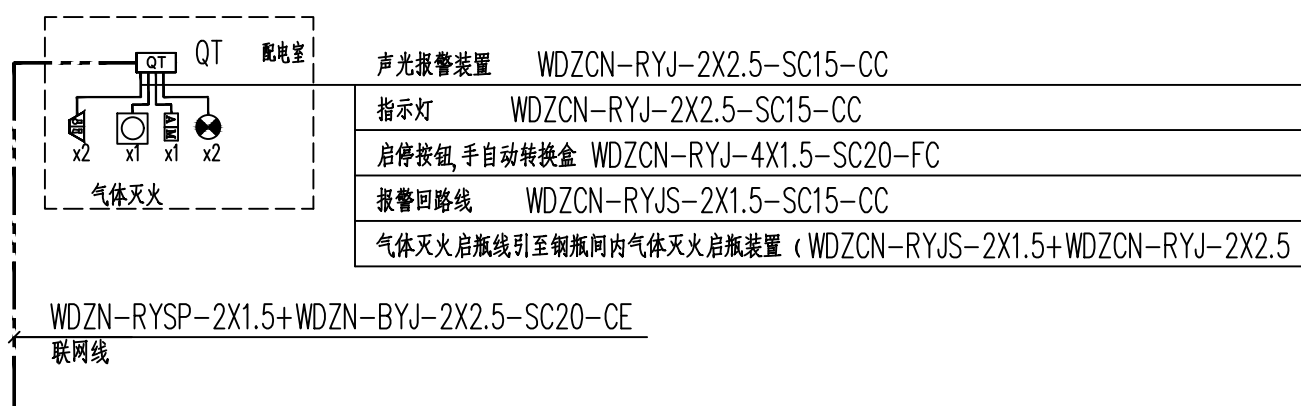 QT 配电室
QT
x2 x1 x1 x2
AM
气体灭火
声光报警装置 WDZCN-RYJ-2X2.5-SC15-CC
指示灯 WDZCN-RYJ-2X2.5-SC15-CC
启停按钮,手自动转换盒 WDZCN-RYJ-4X1.5-SC20-FC
报警回路线 WDZCN-RYJS-2X1.5-SC15-CC
气体灭火启瓶线引至钢瓶间内气体灭火启瓶装置（WDZCN-RYJS-2X1.5+WDZCN-RYJ-2X2.5
WDZN-RYSP-2X1.5+WDZN-BYJ-2X2.5-SC20-CE
联网线